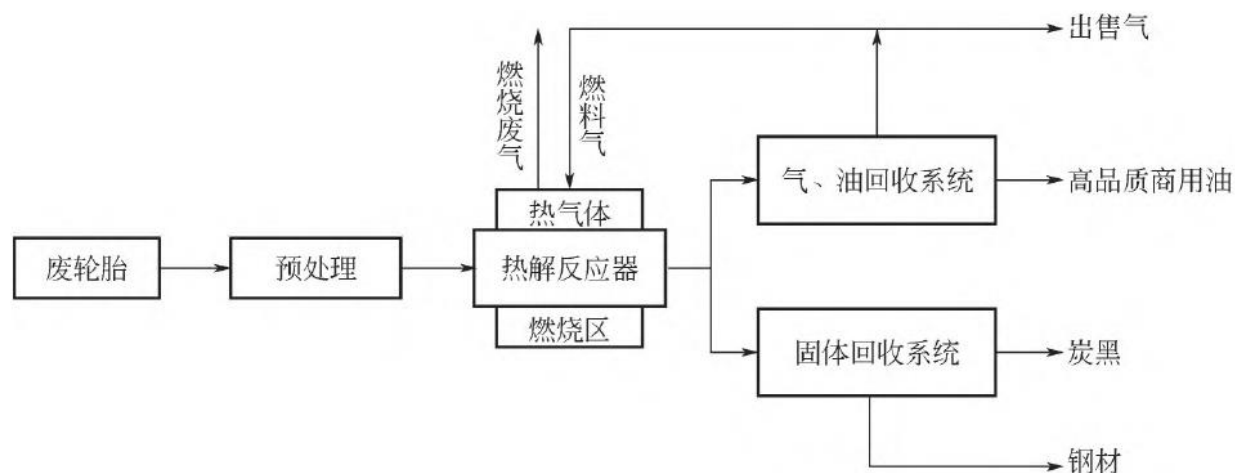 出售气
燃烧废气
燃料气
气、油回收系统
高品质商用油
热气体
废轮胎
预处理
热解反应器
燃烧区
固体回收系统
炭黑
钢材